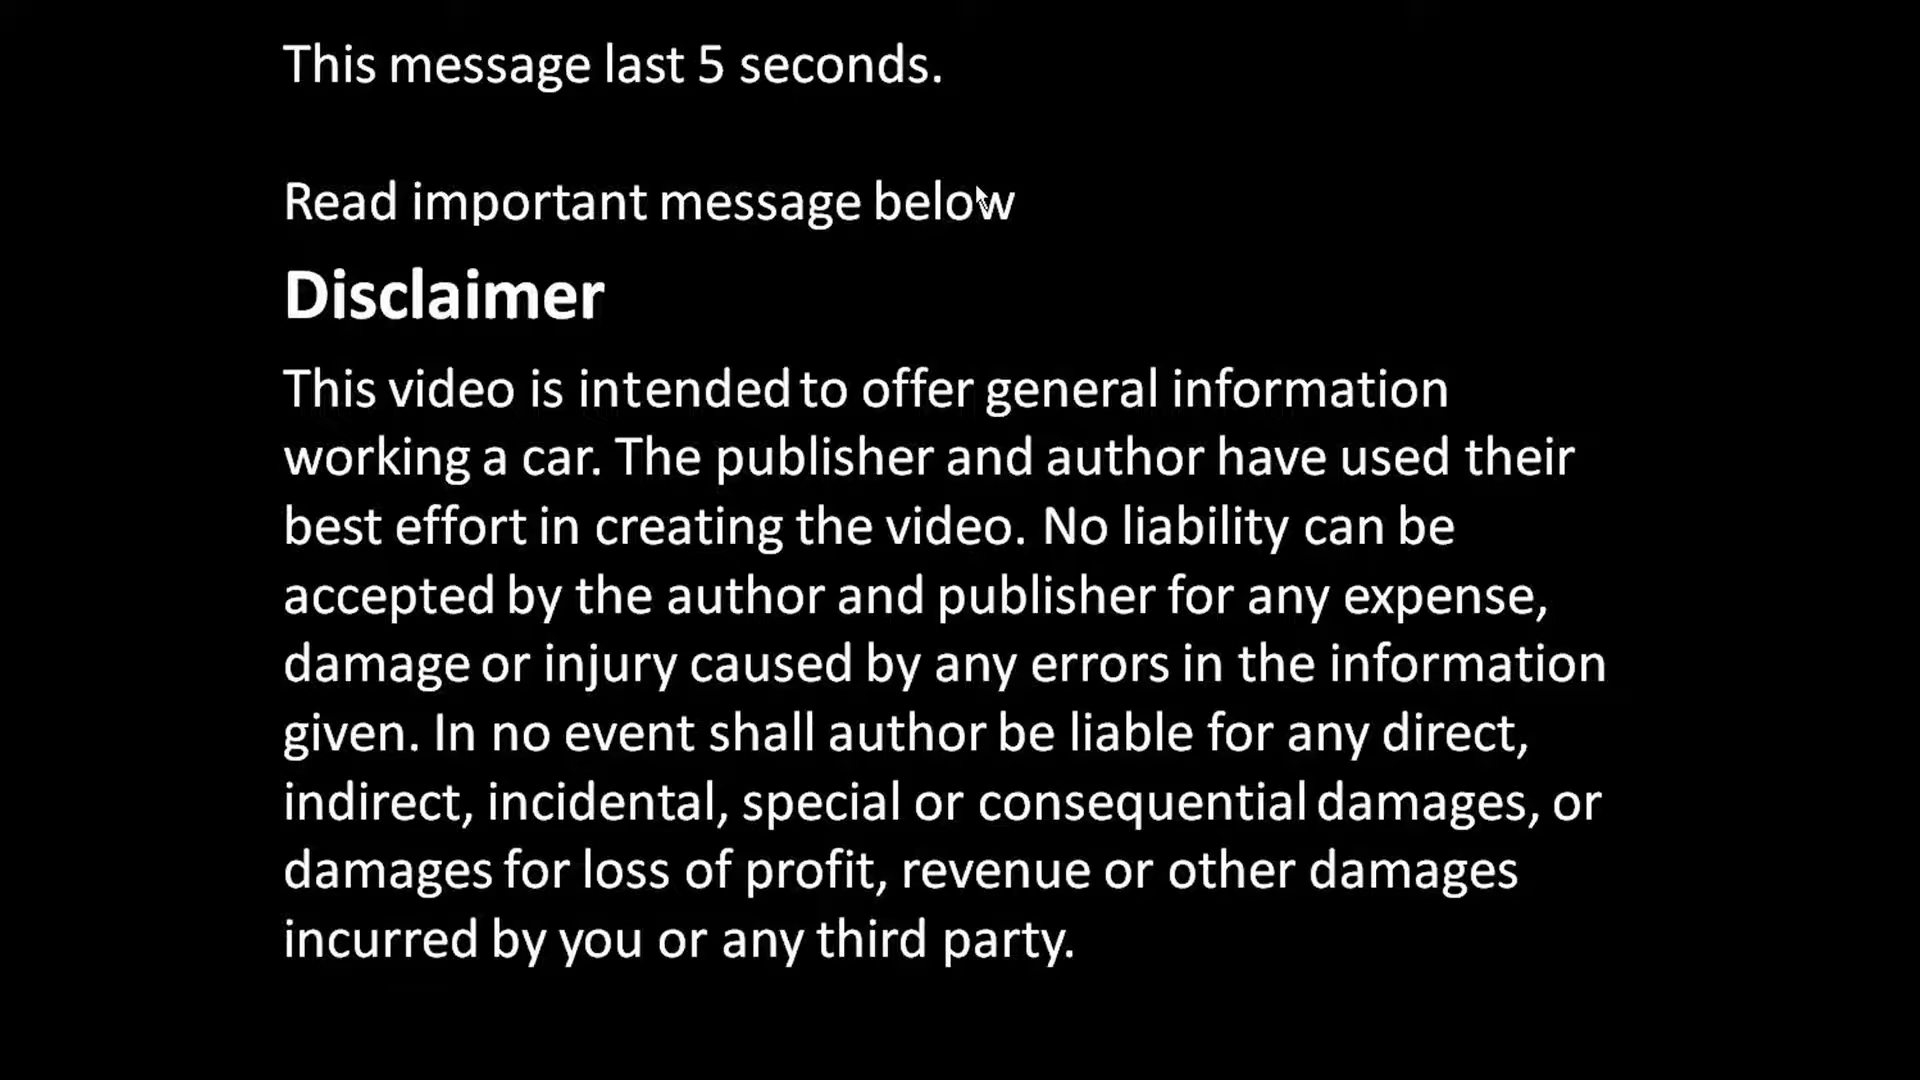 This message last 5 seconds.
Read important message below
Disclaimer
This video is intended to offer general information
working a car. The publisher and author have used their
best effort in creating the video. No liability can be
accepted by the author and publisher for any expense,
damage or injury caused by any errors in the information
given. In no event shall author be liable for any direct,
indirect, incidental, special or consequential damages, or
damages for loss of profit, revenue or other damages
incurred by you or any third party.